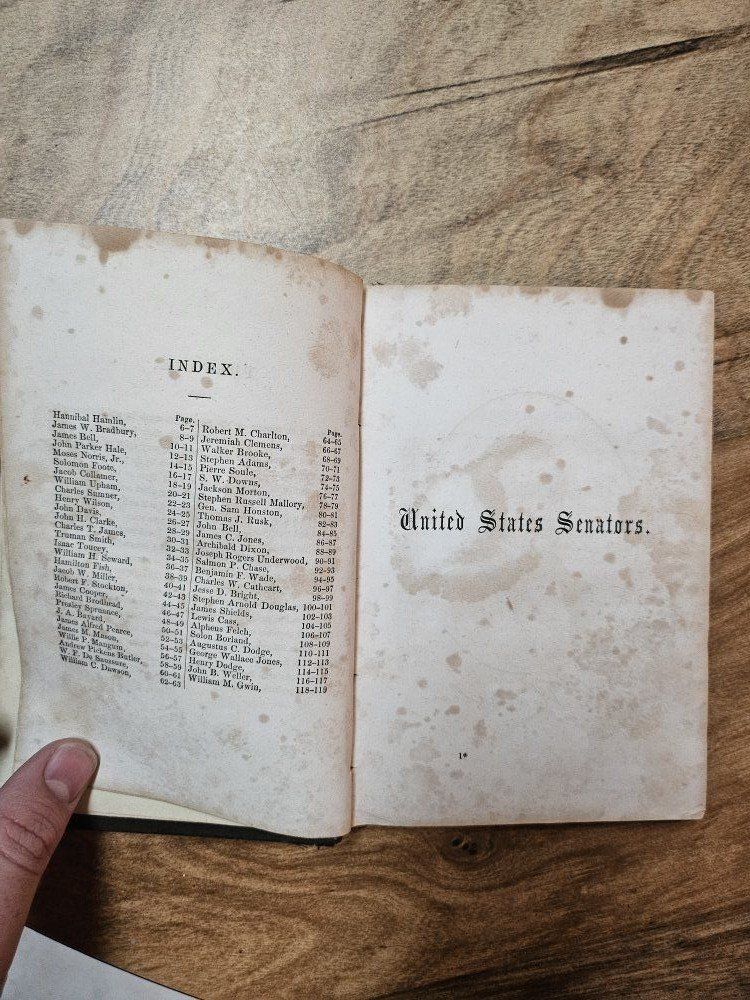 INDEX.
Page.
Hannibal Hamlin, 6–7
James W. Bradbury, 8–9
James Bell, 10–11
John Parker Hale, 12–13
Moses Norris, Jr., 14–15
Solomon Foote, 16–17
Jacob Collamer, 18–19
William Upham, 20–21
Charles Sumner, 22–23
Henry Wilson, 24–25
John Davis, 26–27
John H. Clarke, 28–29
Charles T. James, 30–31
Truman Smith, 32–33
Isaac Toucey, 34–35
William H. Seward, 36–37
Hamilton Fish, 38–39
Jacob W. Miller, 40–41
Robert F. Stockton, 42–43
James Cooper, 44–45
Richard Brodhead, 46–47
Presley Spruance, 48–49
J. A. Bayard, 50–51
James Alfred Pearce, 52–53
James M. Mason, 54–55
Willie P. Mangum, 56–57
Andrew Pickens Butler, 58–59
W. F. De Saussure, 60–61
William C. Dawson, 62–63
Page.
Robert M. Charlton, 64–65
Jeremiah Clemens, 66–67
Walker Brooke, 68–69
Stephen Adams, 70–71
Pierre Soule, 72–73
S. W. Downs, 74–75
Jackson Morton, 76–77
Stephen Russell Mallory, 78–79
Gen. Sam Houston, 80–81
Thomas J. Rusk, 82–83
John Bell, 84–85
James C. Jones, 86–87
Archibald Dixon, 88–89
Joseph Rogers Underwood, 90–91
Salmon P. Chase, 92–93
Benjamin F. Wade, 94–95
Charles W. Cathcart, 96–97
Jesse D. Bright, 98–99
Stephen Arnold Douglas, 100–101
James Shields, 102–103
Lewis Cass, 104–105
Alpheus Felch, 106–107
Solon Borland, 108–109
Augustus C. Dodge, 110–111
George Wallace Jones, 112–113
Henry Dodge, 114–115
John B. Weller, 116–117
William M. Gwin, 118–119
United States Senators.
1*